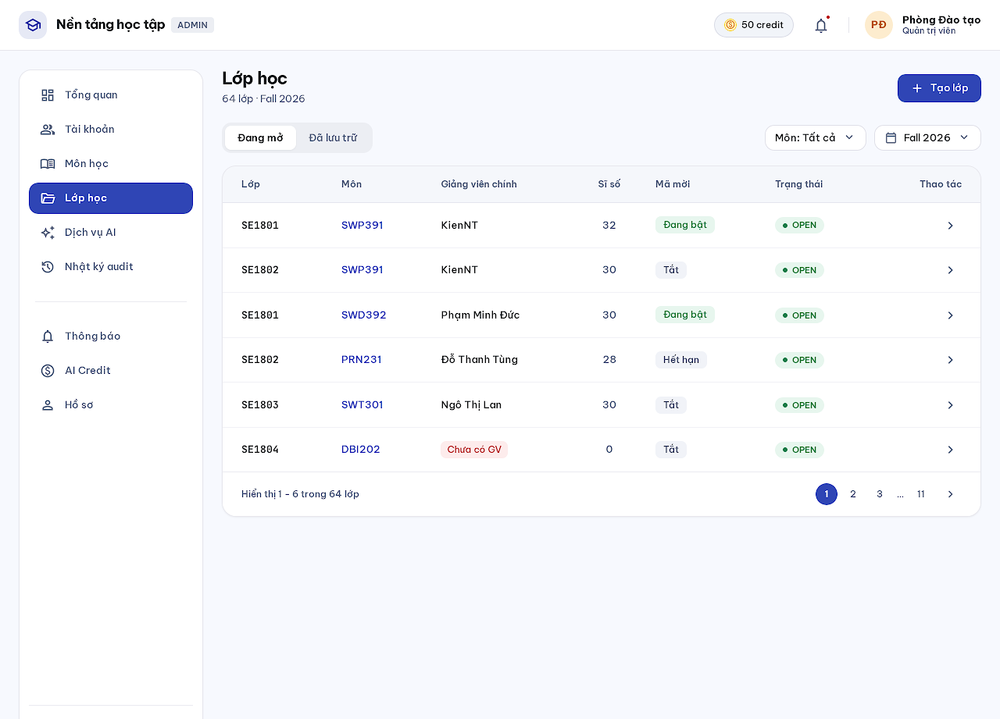 Nền tảng học tập ADMIN
50 credit
PĐ
Phòng Đào tạo
Quản trị viên
Tổng quan
Tài khoản
Môn học
Lớp học
Dịch vụ AI
Nhật ký audit
Thông báo
AI Credit
Hồ sơ
Lớp học
64 lớp · Fall 2026
Tạo lớp
Đang mở Đã lưu trữ
Môn: Tất cả Fall 2026
Lớp Môn Giảng viên chính Sĩ số Mã mời Trạng thái Thao tác
SE1801 SWP391 KienNT 32 Đang bật OPEN
SE1802 SWP391 KienNT 30 Tắt OPEN
SE1801 SWD392 Phạm Minh Đức 30 Đang bật OPEN
SE1802 PRN231 Đỗ Thanh Tùng 28 Hết hạn OPEN
SE1803 SWT301 Ngô Thị Lan 30 Tắt OPEN
SE1804 DBI202 Chưa có GV 0 Tắt OPEN
Hiển thị 1 - 6 trong 64 lớp 1 2 3 ... 11